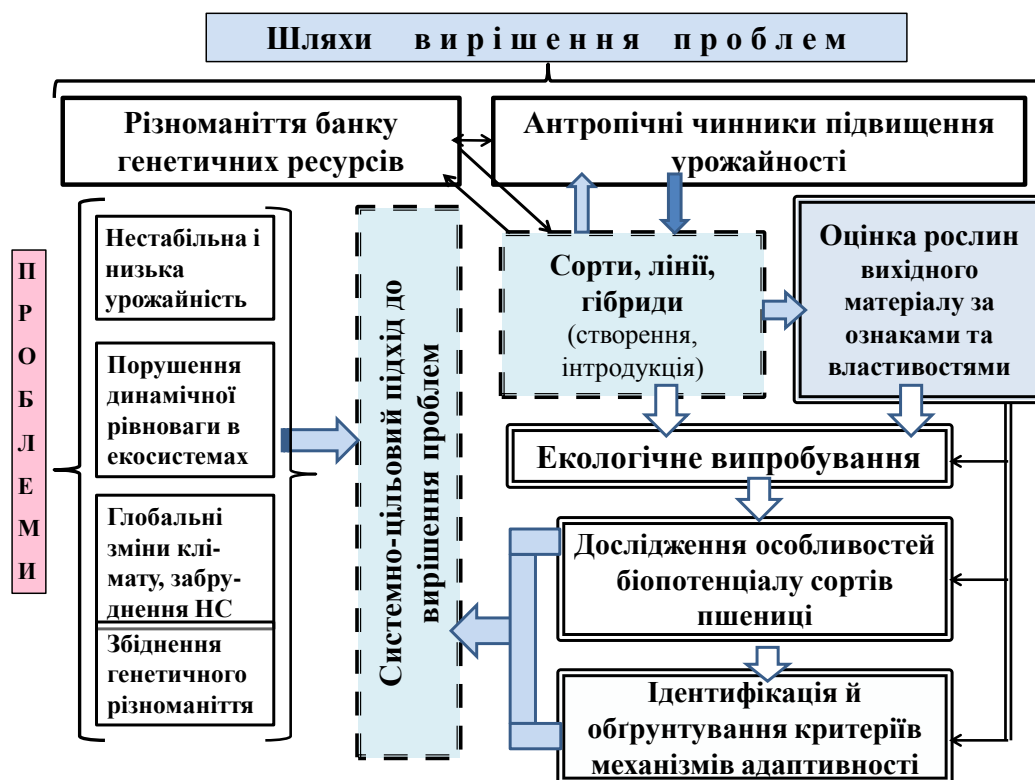 Шляхи вирішення проблем
Різноманіття банку
генетичних ресурсів
Антропічні чинники підвищення
урожайності
ПРОБЛЕМИ
Нестабільна і
низька
урожайність
Порушення
динамічної
рівноваги в
екосистемах
Глобальні
зміни клі-
мату, забру-
днення НС
Збіднення
генетичного
різноманіття
Системно-цільовий підхід до
вирішення проблем
Сорти, лінії,
гібриди
(створення,
інтродукція)
Оцінка рослин
вихідного
матеріалу за
ознаками та
властивостями
Екологічне випробування
Дослідження особливостей
біопотенціалу сортів
пшениці
Ідентифікація й
обґрунтування критеріїв
механізмів адаптивності